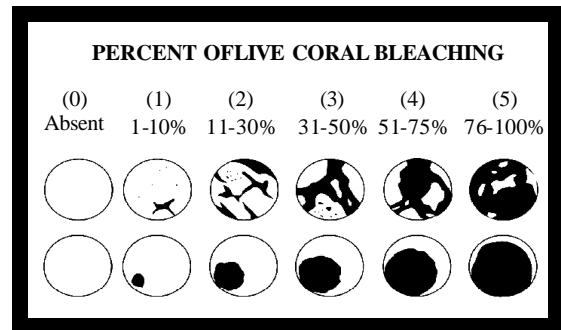 PERCENT OFLIVE CORAL BLEACHING
(0) (1) (2) (3) (4) (5)
Absent 1-10% 11-30% 31-50% 51-75% 76-100%